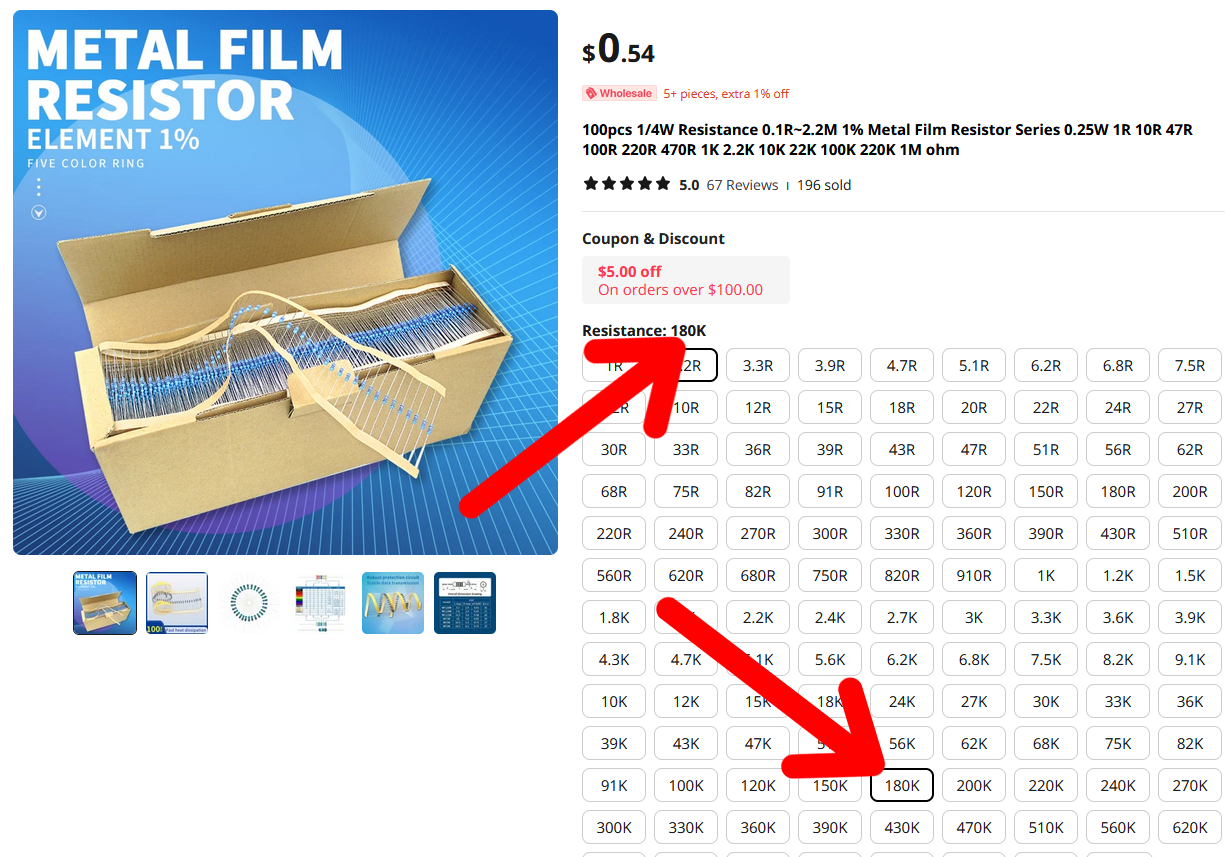 METAL FILM
RESISTOR
ELEMENT 1%
FIVE COLOR RING
$0.54
Wholesale 5+ pieces, extra 1% off
100pcs 1/4W Resistance 0.1R~2.2M 1% Metal Film Resistor Series 0.25W 1R 10R 47R
100R 220R 470R 1K 2.2K 10K 22K 100K 220K 1M ohm
5.0 67 Reviews 196 sold
Coupon & Discount
$5.00 off
On orders over $100.00
Resistance: 180K
1R 3.3R 3.9R 4.7R 5.1R 6.2R 6.8R 7.5R
10R 12R 15R 18R 20R 22R 24R 27R
30R 33R 36R 39R 43R 47R 51R 56R 62R
68R 75R 82R 91R 100R 120R 150R 180R 200R
220R 240R 270R 300R 330R 360R 390R 430R 510R
560R 620R 680R 750R 820R 910R 1K 1.2K 1.5K
1.8K 2.2K 2.4K 2.7K 3K 3.3K 3.6K 3.9K
4.3K 4.7K 5.6K 6.2K 6.8K 7.5K 8.2K 9.1K
10K 12K 15K 18K 24K 27K 30K 33K 36K
39K 43K 47K 56K 62K 68K 75K 82K
91K 100K 120K 150K 180K 200K 220K 240K 270K
300K 330K 360K 390K 430K 470K 510K 560K 620K
METAL FILM
RESISTOR
Robust protection circuit